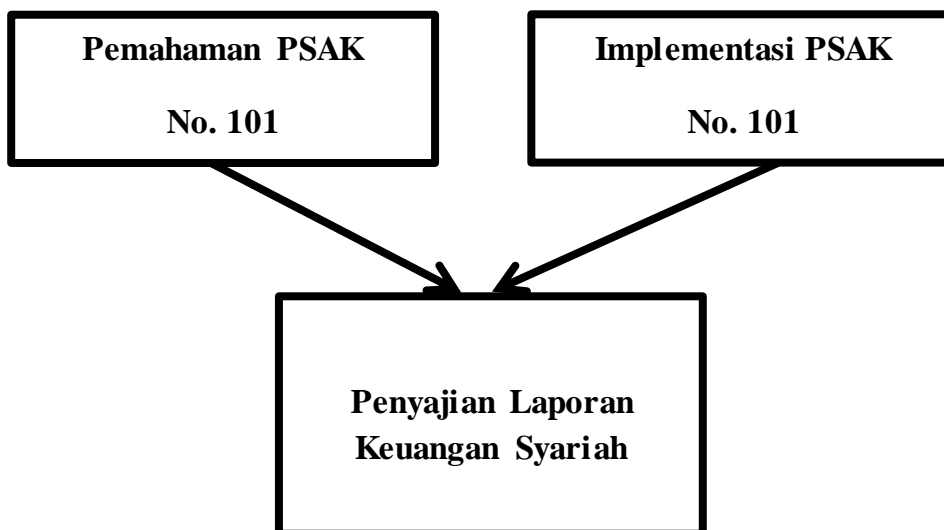 Pemahaman PSAK
No. 101
Implementasi PSAK
No. 101
Penyajian Laporan
Keuangan Syariah